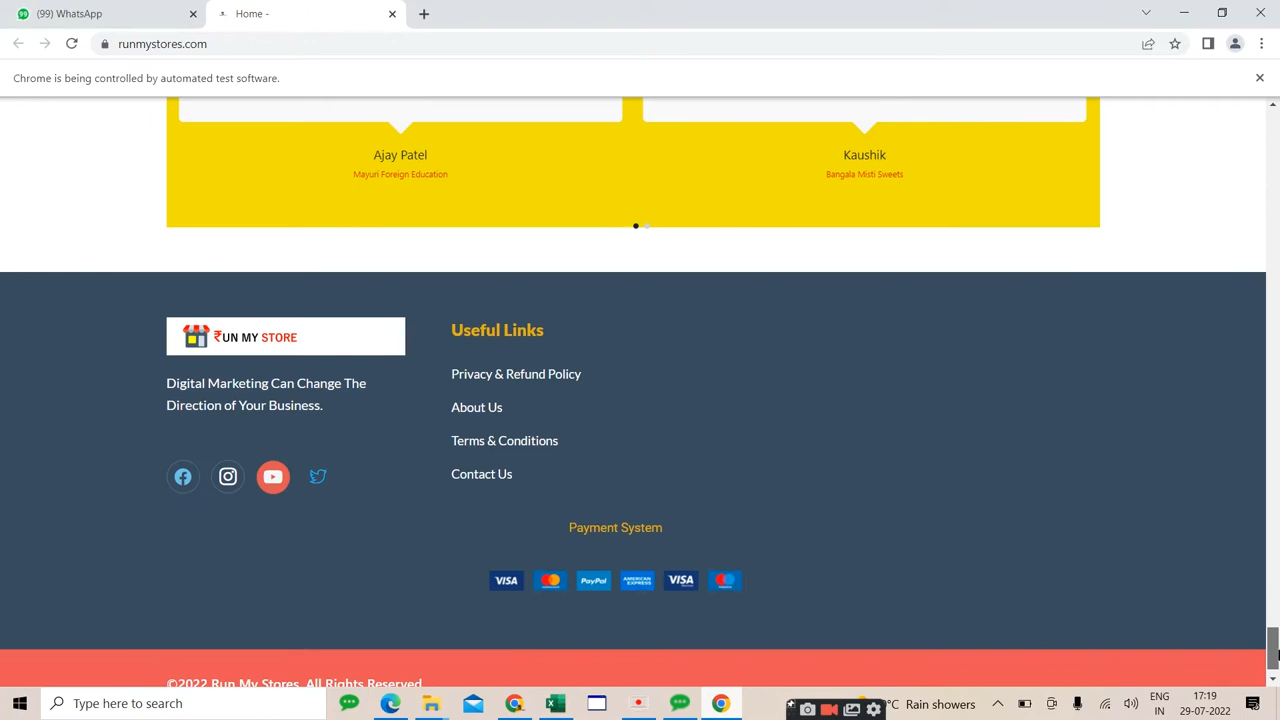 (99) WhatsApp
Home -
runmystores.com
Chrome is being controlled by automated test software.
Ajay Patel
Mayuri Foreign Education
Kaushik
Bangala Misti Sweets
₹UN MY STORE
Digital Marketing Can Change The
Direction of Your Business.
Useful Links
Privacy & Refund Policy
About Us
Terms & Conditions
Contact Us
Payment System
VISA
PayPal
AMERICAN EXPRESS
VISA
©2022 Run My Stores. All Rights Reserved
Type here to search
°C Rain showers
ENG
IN
17:19
29-07-2022